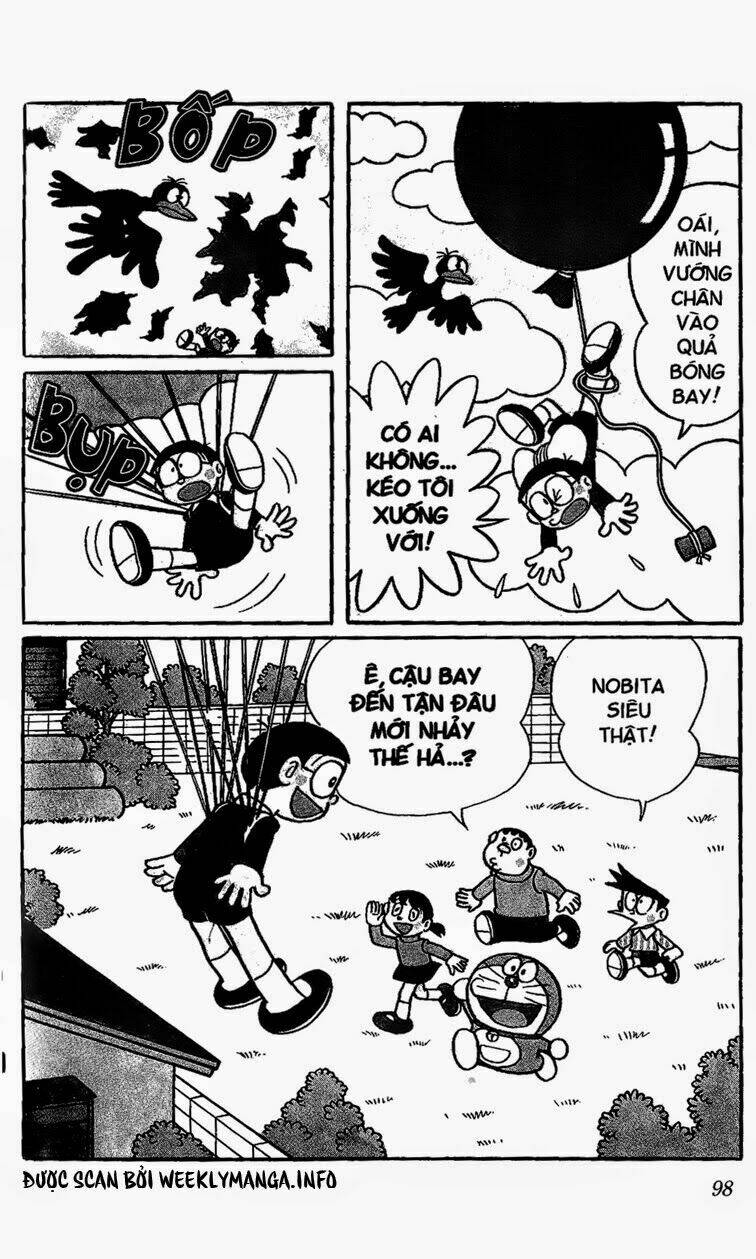 OÁI,
MÌNH
VƯỚNG
CHÂN
VÀO
QUẢ
BÓNG
BAY!
CÓ AI
KHÔNG...
KÉO TÔI
XUỐNG
VỚI!
BỐP
BỤP
Ê, CẬU BAY
ĐẾN TẬN ĐÂU
MỚI NHẢY
THẾ HẢ...?
NOBITA
SIÊU
THẬT!
ĐƯỢC SCAN BỞI WEEKLYMANGA.INFO
98